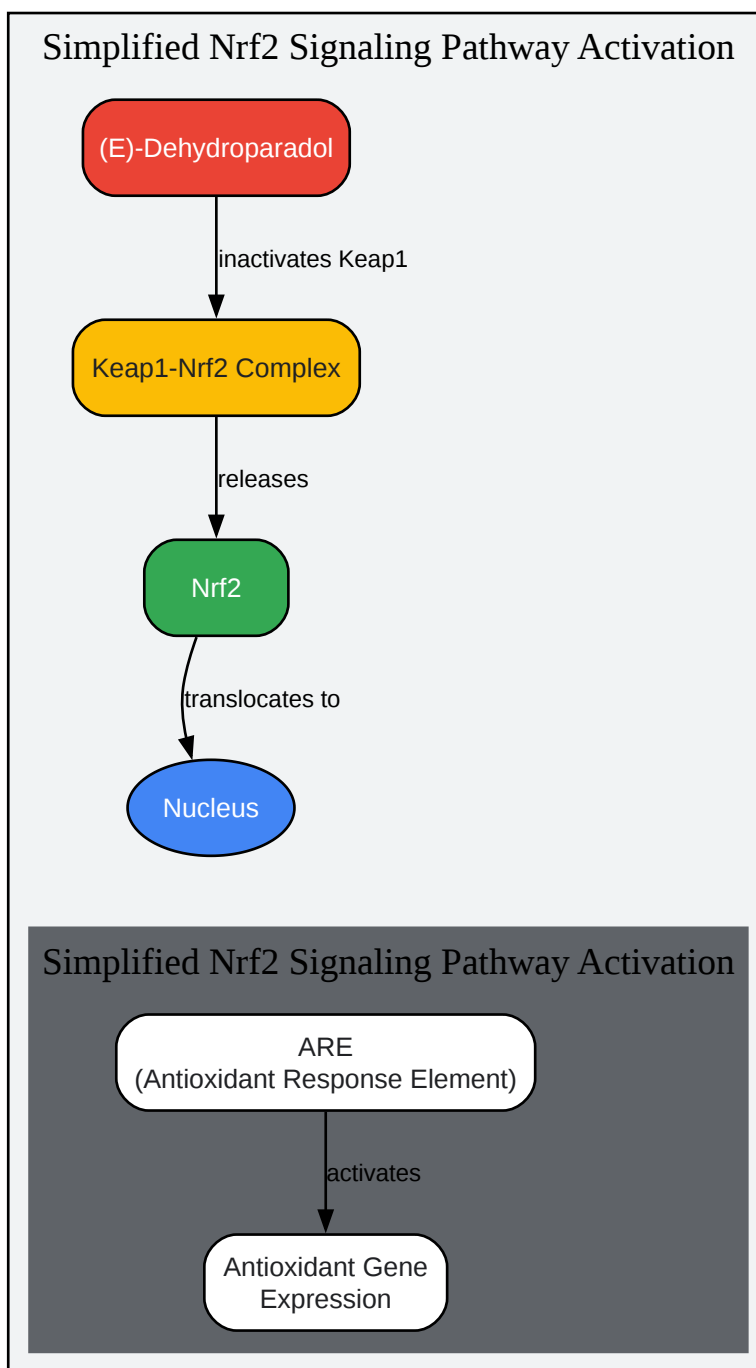 Simplified Nrf2 Signaling Pathway Activation
(E)-Dehydroparadol
inactivates Keap1
Keap1-Nrf2 Complex
releases
Nrf2
translocates to
Nucleus
Simplified Nrf2 Signaling Pathway Activation
ARE
(Antioxidant Response Element)
activates
Antioxidant Gene
Expression